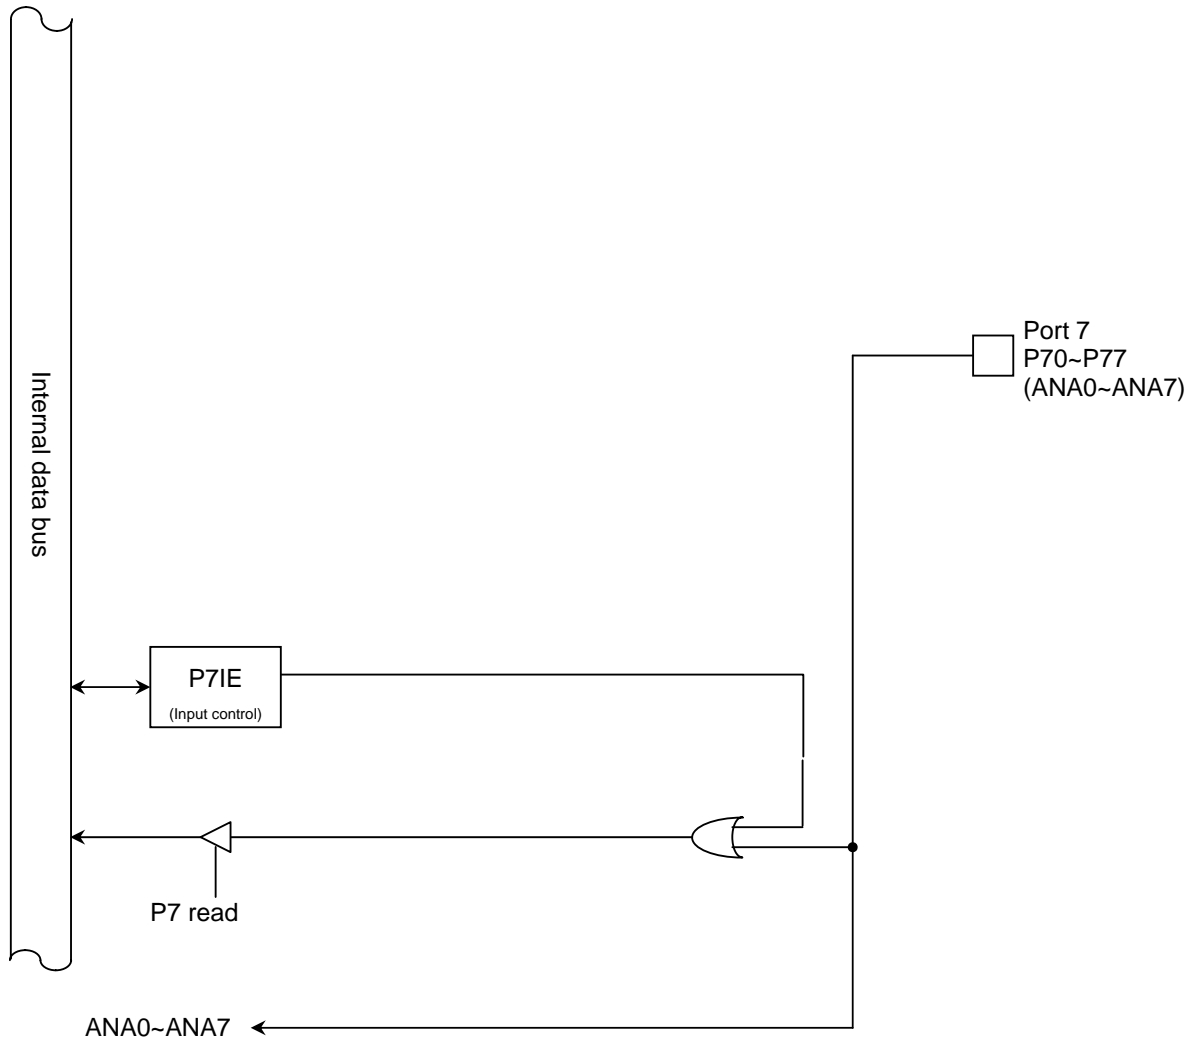 Port 7
P70~P77
(ANA0~ANA7)
Internal data bus
P7IE
(Input control)
P7 read
ANA0~ANA7